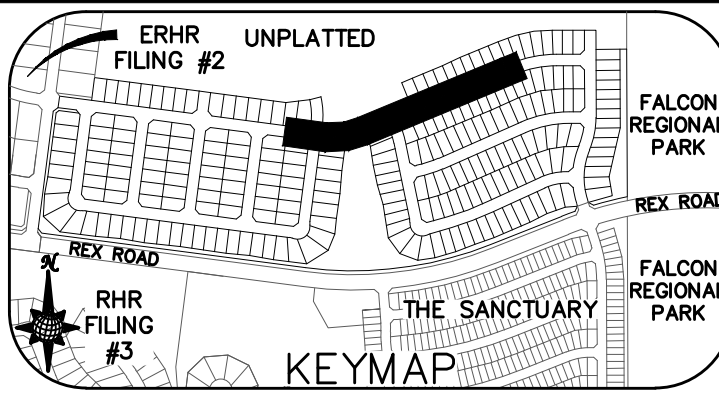 ERHR
FILING #2
UNPLATTED
FALCON
REGIONAL
PARK
REX ROAD
REX ROAD
N
RHR
FILING
#3
THE SANCTUARY
FALCON
REGIONAL
PARK
KEYMAP